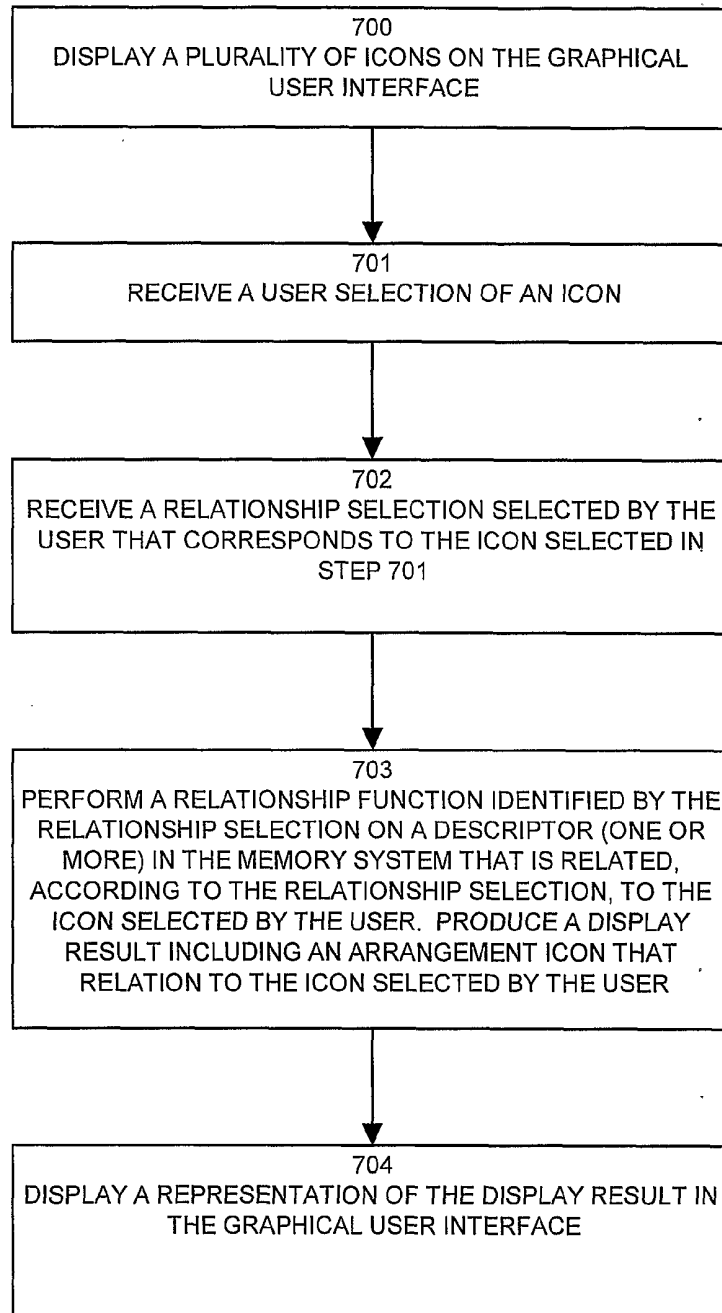 700
DISPLAY A PLURALITY OF ICONS ON THE GRAPHICAL
USER INTERFACE
701
RECEIVE A USER SELECTION OF AN ICON
702
RECEIVE A RELATIONSHIP SELECTION SELECTED BY THE
USER THAT CORRESPONDS TO THE ICON SELECTED IN
STEP 701
703
PERFORM A RELATIONSHIP FUNCTION IDENTIFIED BY THE
RELATIONSHIP SELECTION ON A DESCRIPTOR (ONE OR
MORE) IN THE MEMORY SYSTEM THAT IS RELATED,
ACCORDING TO THE RELATIONSHIP SELECTION, TO THE
ICON SELECTED BY THE USER. PRODUCE A DISPLAY
RESULT INCLUDING AN ARRANGEMENT ICON THAT
RELATION TO THE ICON SELECTED BY THE USER
704
DISPLAY A REPRESENTATION OF THE DISPLAY RESULT IN
THE GRAPHICAL USER INTERFACE